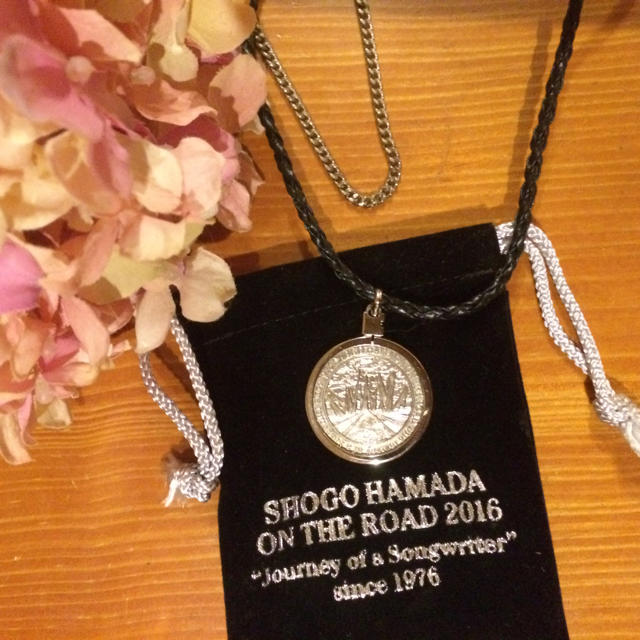 SHOGO HAMADA
ON THE ROAD 2016
“Journey of a Songwriter”
since 1976